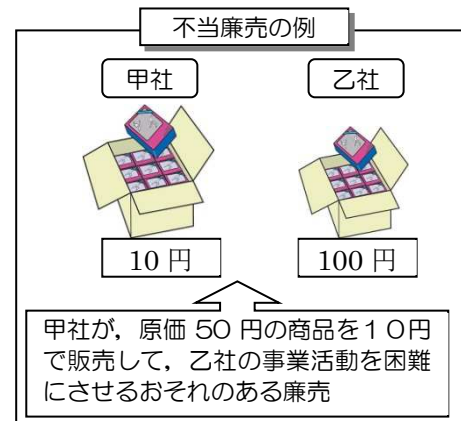 不当廉売の例
甲社
乙社
10 円
100 円
甲社が，原価 50 円の商品を１０円
で販売して，乙社の事業活動を困難
にさせるおそれのある廉売